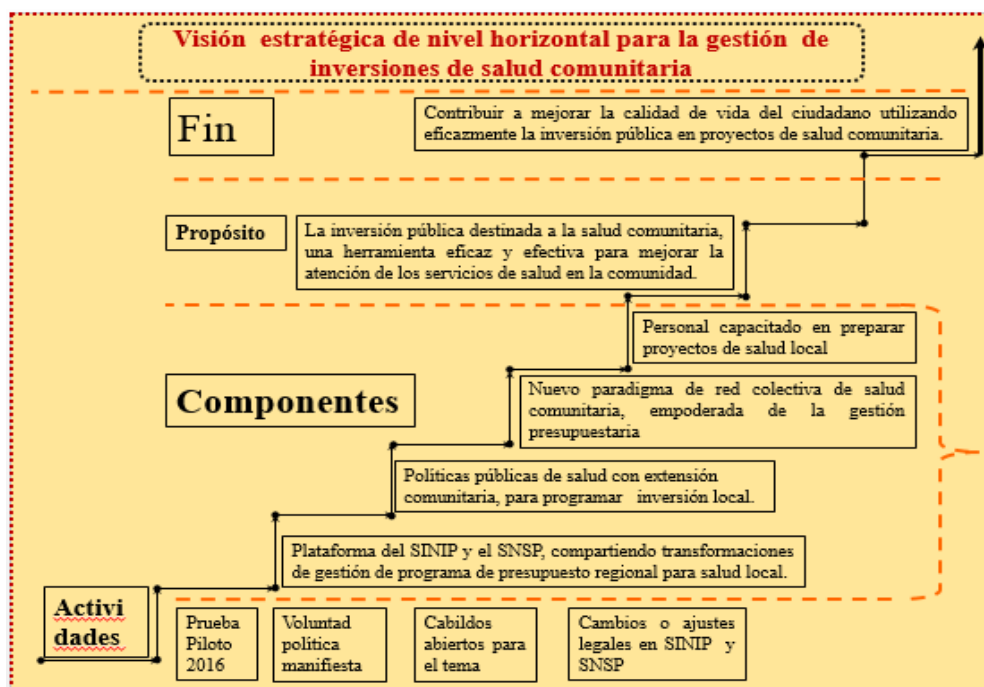 Visión estratégica de nivel horizontal para la gestión de
inversiones de salud comunitaria
Fin
Contribuir a mejorar la calidad de vida del ciudadano utilizando
eficazmente la inversión pública en proyectos de salud comunitaria.
Propósito
La inversión pública destinada a la salud comunitaria,
una herramienta eficaz y efectiva para mejorar la
atención de los servicios de salud en la comunidad.
Personal capacitado en preparar
proyectos de salud local
Componentes
Nuevo paradigma de red colectiva de salud
comunitaria, empoderada de la gestión
presupuestaria
Políticas públicas de salud con extensión
comunitaria, para programar inversión local.
Plataforma del SINIP y el SNSP, compartiendo transformaciones
de gestión de programa de presupuesto regional para salud local.
Activi
dades
Prueba
Piloto
2016
Voluntad
política
manifiesta
Cabildos
abiertos para
el tema
Cambios o ajustes
legales en SINIP y
SNSP